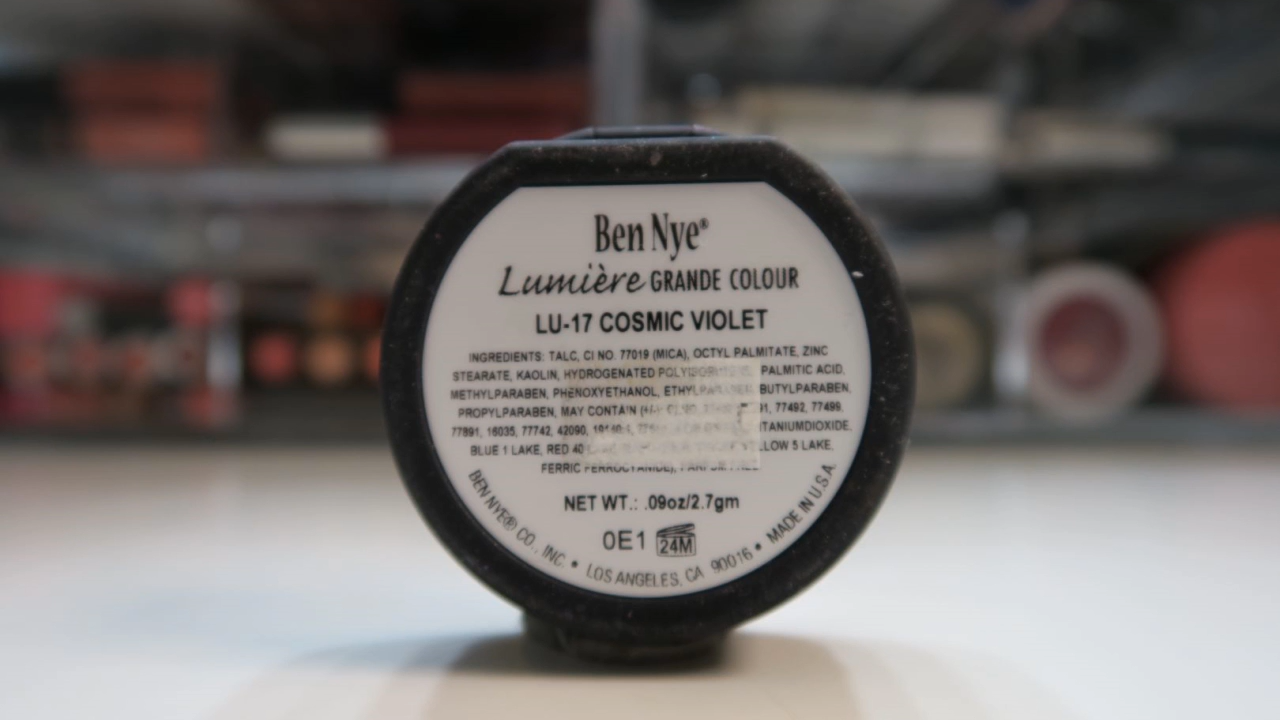 Ben Nye®
Lumière GRANDE COLOUR
LU-17 COSMIC VIOLET
INGREDIENTS: TALC, CI NO. 77019 (MICA), OCTYL PALMITATE, ZINC
STEARATE, KAOLIN, HYDROGENATED PALMITIC ACID,
METHYLPARABEN, PHENOXYETHANOL, BUTYLPARABEN,
PROPYLPARABEN, MAY CONTAIN 77492, 77499,
77891, 16035, 77742, 42090,
BLUE 1 LAKE, RED 40 5 LAKE,
FERRIC FERROCYANIDE),
NET WT.: .09oz/2.7gm
0E1 24M
BEN NYE® CO., INC. • LOS ANGELES, CA 90016 • MADE IN U.S.A.